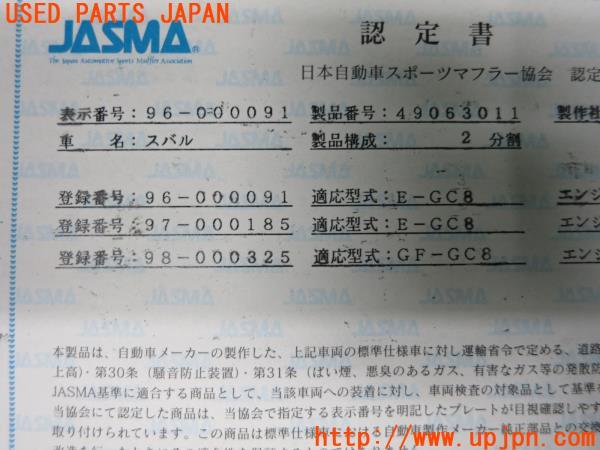 USED PARTS JAPAN
JASMA®
The Japan Automotive Sports Muffler Association
認定書
日本自動車スポーツマフラー協会 認定
表示番号:96-000091 製品番号:49063011 製作社
車 名:スバル 製品構成: 2 分割
登録番号:96-000091 適応型式:E-GC8 エンジ
登録番号:97-000185 適応型式:E-GC8 エンジ
登録番号:98-000325 適応型式:GF-GC8 エンジ
本製品は、自動車メーカーの製作した、上記車両の標準仕様車に対し運輸省令で定める、道路
上高)・第30条(騒音防止装置)・第31条(ばい煙、悪臭のあるガス、有害なガス等の発散防
JASMA基準に適合する商品として、当該車両への装着に対し、車両検査の対象品として基準を
当協会にて認定した商品は、当協会で指定する表示番号を明記したプレートが目視確認しやす
取り付けられています。この商品は標準仕様車における自動車製作メーカー純正部品との交換
http://www.upjpn.com/